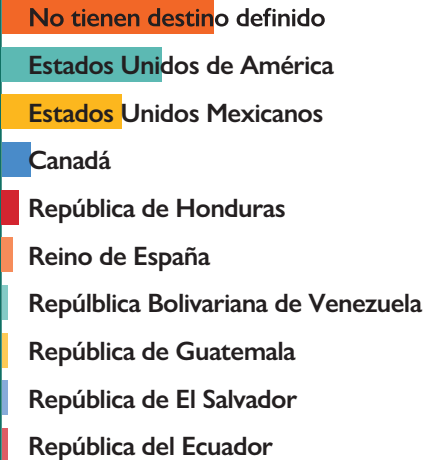 No tienen destino definido
Estados Unidos de América
Estados Unidos Mexicanos
Canadá
República de Honduras
Reino de España
Repúlblica Bolivariana de Venezuela
República de Guatemala
República de El Salvador
República del Ecuador